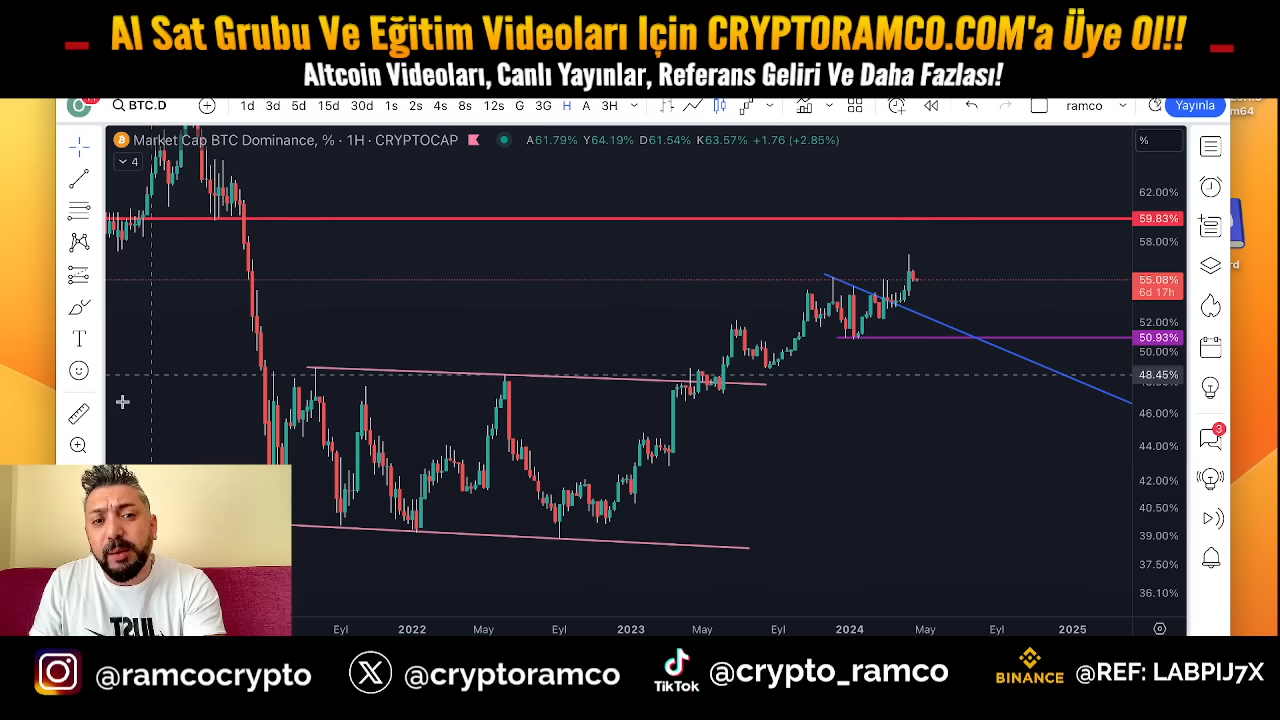 Al Sat Grubu Ve Eğitim Videoları Için CRYPTORAMCO.COM'a Üye Ol!!
Altcoin Videoları, Canlı Yayınlar, Referans Geliri Ve Daha Fazlası!
BTC.D 1d 3d 5d 15d 30d 1s 2s 4s 8s 12s G 3G H A 3H ramco Yayınla
m64
Market Cap BTC Dominance, % · 1H · CRYPTOCAP A61.79% Y64.19% D61.54% K63.57% +1.76 (+2.85%)
%
4
62.00%
59.83%
58.00%
55.08%
6d 17h
52.00%
50.93%
50.00%
48.45%
46.00%
44.00%
42.00%
40.50%
39.00%
37.50%
36.10%
3
rd
Eyl 2022 May Eyl 2023 May Eyl 2024 May Eyl 2025
@ramcocrypto @cryptoramco TikTok @crypto_ramco BINANCE @REF: LABPIJ7X